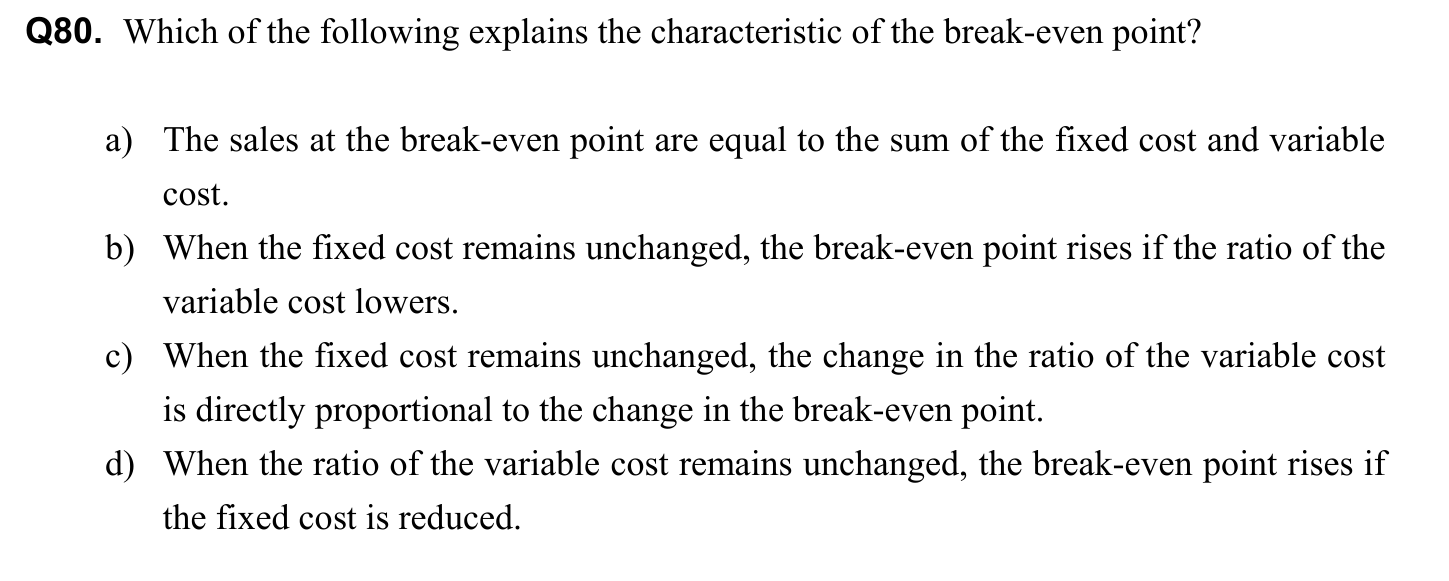 Q80. Which of the following explains the characteristic of the break-even point?
a) The sales at the break-even point are equal to the sum of the fixed cost and variable
cost.
b) When the fixed cost remains unchanged, the break-even point rises if the ratio of the
variable cost lowers.
c) When the fixed cost remains unchanged, the change in the ratio of the variable cost
is directly proportional to the change in the break-even point.
d) When the ratio of the variable cost remains unchanged, the break-even point rises if
the fixed cost is reduced.